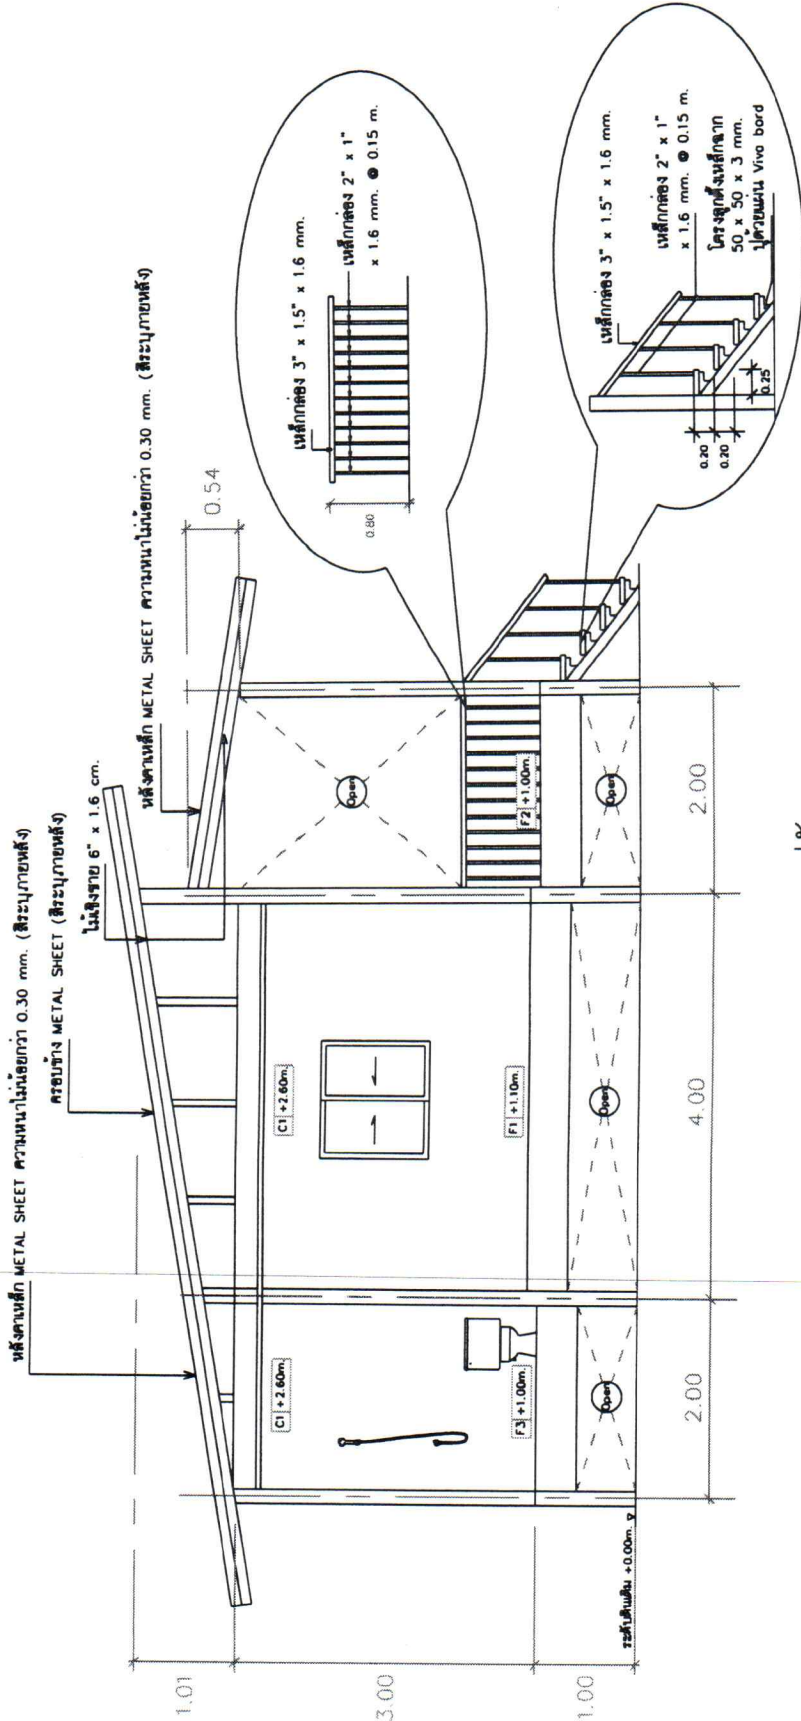 หลังคาเหล็ก METAL SHEET ความหนาไม่น้อยกว่า 0.30 mm. (สีระบุภายหลัง)
ครอบข้าง METAL SHEET (สีระบุภายหลัง)
ไม้เชิงชาย 6" x 1.6 cm.
หลังคาเหล็ก METAL SHEET ความหนาไม่น้อยกว่า 0.30 mm. (สีระบุภายหลัง)
1.01
0.54
3.00
1.00
C1 +2.60m.
C1 +2.60m.
F3 +1.00m.
F1 +1.10m.
F2 +1.00m.
Open
Open
Open
Open
ระดับดินเดิม +0.00m.
2.00
4.00
2.00
เหล็กกล่อง 3" x 1.5" x 1.6 mm.
เหล็กกล่อง 2" x 1"
x 1.6 mm. @ 0.15 m.
0.80
เหล็กกล่อง 3" x 1.5" x 1.6 mm.
เหล็กกล่อง 2" x 1"
x 1.6 mm. @ 0.15 m.
โครงลูกตั้งเหล็กฉาก
50 x 50 x 3 mm.
ปูด้วยแผ่น Vivo bord
0.20
0.20
0.25